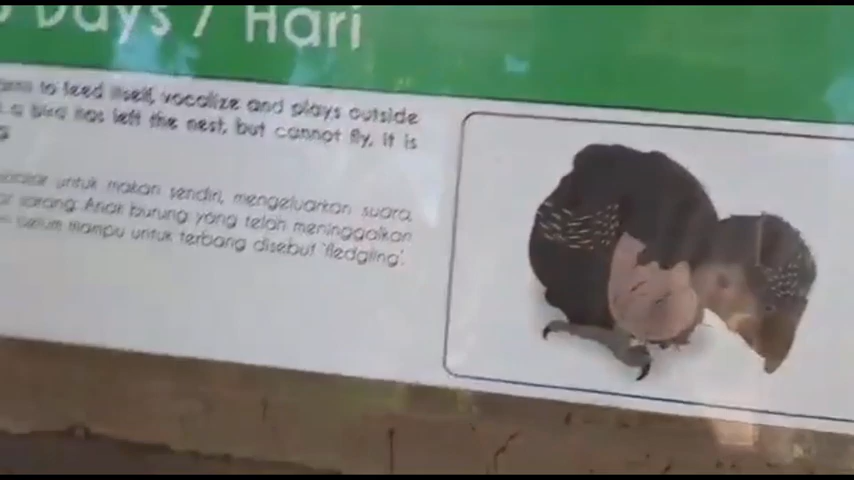 Days / Hari
to feed itself, vocalize and plays outside
a bird has left the nest, but cannot fly, it is
untuk makan sendiri, mengeluarkan suara,
sarang. Anak burung yang telah meninggalkan
belum mampu untuk terbang disebut 'fledgling'.